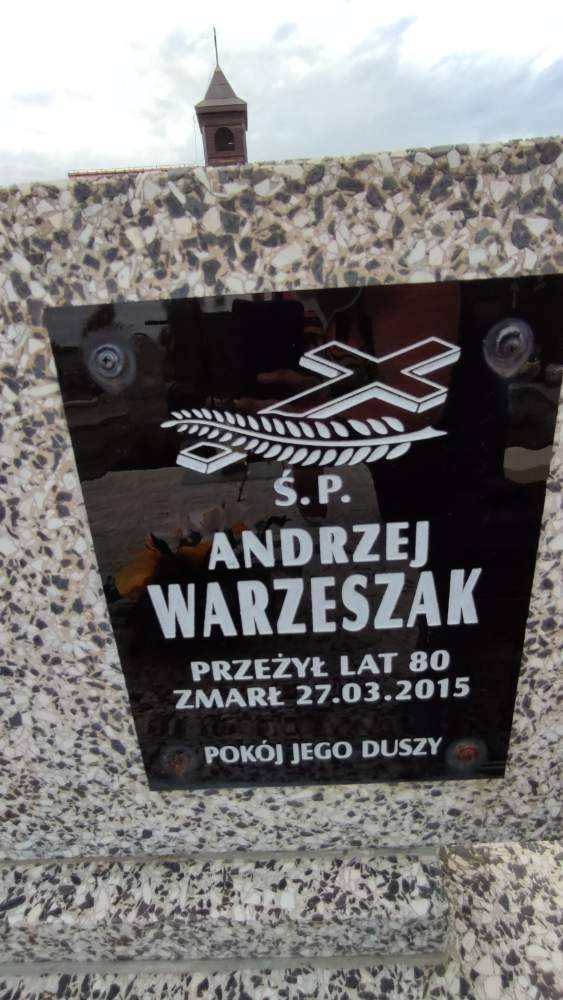 Ś.P.
ANDRZEJ
WARZESZAK
PRZEŻYŁ LAT 80
ZMARŁ 27.03.2015
POKÓJ JEGO DUSZY